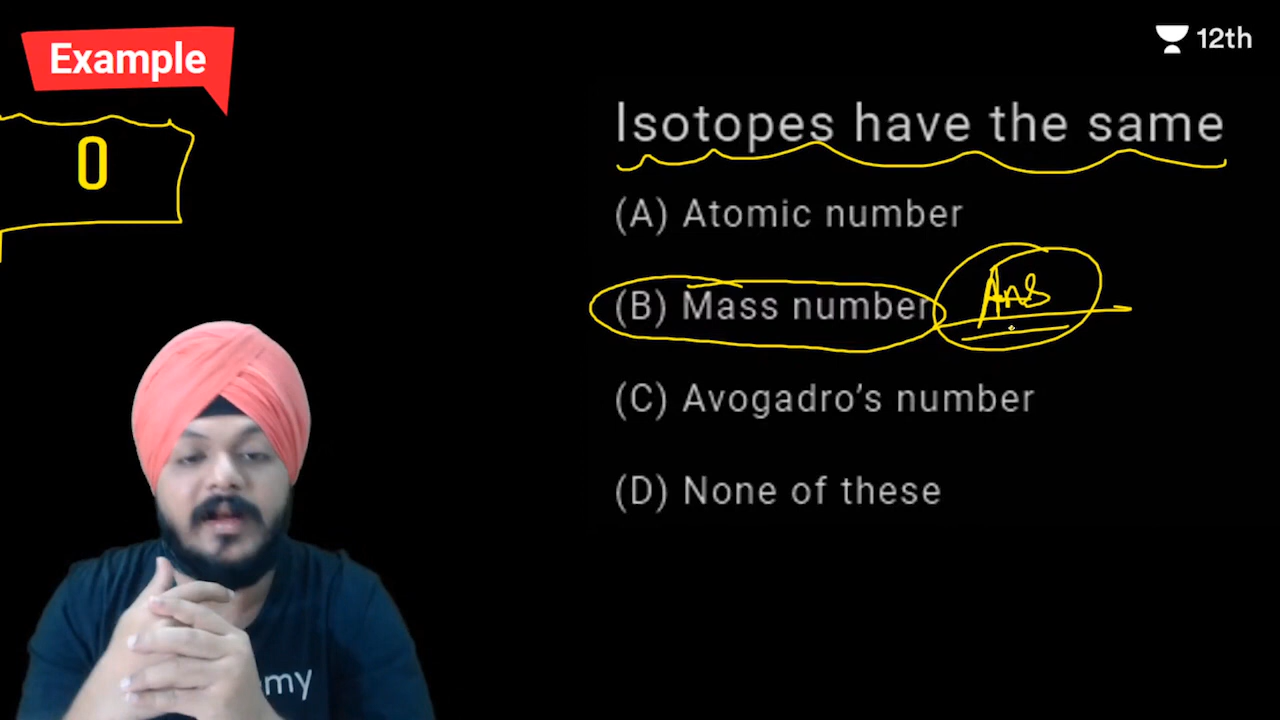 Example
12th
0
Isotopes have the same
(A) Atomic number
(B) Mass number
Ans
(C) Avogadro's number
(D) None of these
my